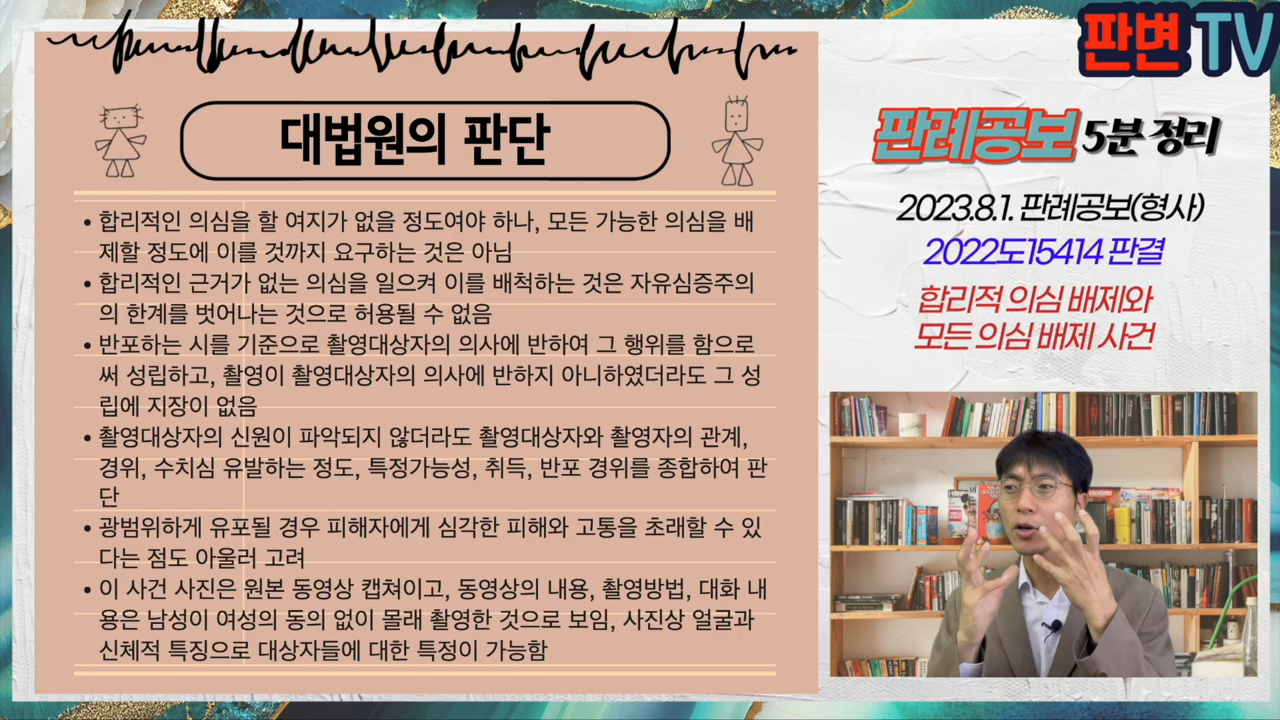 판변 TV
대법원의 판단
• 합리적인 의심을 할 여지가 없을 정도여야 하나, 모든 가능한 의심을 배
제할 정도에 이를 것까지 요구하는 것은 아님
• 합리적인 근거가 없는 의심을 일으켜 이를 배척하는 것은 자유심증주의
의 한계를 벗어나는 것으로 허용될 수 없음
• 반포하는 시를 기준으로 촬영대상자의 의사에 반하여 그 행위를 함으로
써 성립하고, 촬영이 촬영대상자의 의사에 반하지 아니하였더라도 그 성
립에 지장이 없음
• 촬영대상자의 신원이 파악되지 않더라도 촬영대상자와 촬영자의 관계,
경위, 수치심 유발하는 정도, 특정가능성, 취득, 반포 경위를 종합하여 판
단
• 광범위하게 유포될 경우 피해자에게 심각한 피해와 고통을 초래할 수 있
다는 점도 아울러 고려
• 이 사건 사진은 원본 동영상 캡쳐이고, 동영상의 내용, 촬영방법, 대화 내
용은 남성이 여성의 동의 없이 몰래 촬영한 것으로 보임, 사진상 얼굴과
신체적 특징으로 대상자들에 대한 특정이 가능함
판례공보 5분 정리
2023.8.1. 판례공보(형사)
2022도15414 판결
합리적 의심 배제와
모든 의심 배제 사건